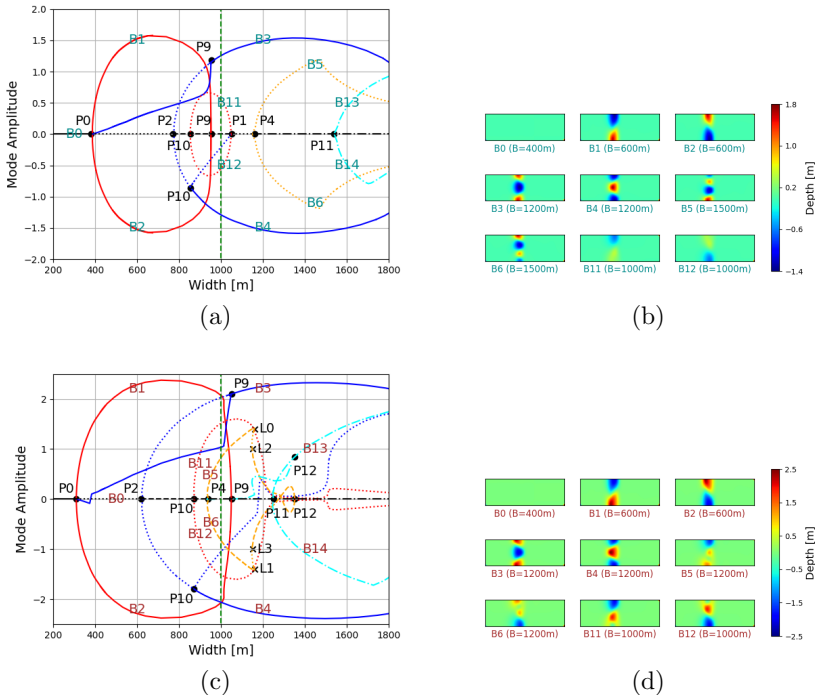 2.0
1.5
1.0
0.5
0.0
−0.5
−1.0
−1.5
−2.0
Mode Amplitude
200 400 600 800 1000 1200 1400 1600 1800
Width [m]
B1 P9 B3
B5
B11 B13
P0 P2 P9 P1 P4
B0
P10 P11
B12 B14
P10
B6
B2 B4
(a)
B0 (B=400m) B1 (B=600m) B2 (B=600m)
B3 (B=1200m) B4 (B=1200m) B5 (B=1500m)
B6 (B=1500m) B11 (B=1000m) B12 (B=1000m)
1.8
1.0
0.2
−0.6
−1.4
Depth [m]
(b)
2
1
0
−1
−2
Mode Amplitude
200 400 600 800 1000 1200 1400 1600 1800
Width [m]
B1 P9 B3
L0
L2 B13
B11
B5 P12
P0 P2 P4 P9
B0
P10 P11 P12
B6
B12
L3 B14
L1
P10
B2 B4
(c)
B0 (B=400m) B1 (B=600m) B2 (B=600m)
B3 (B=1200m) B4 (B=1200m) B5 (B=1200m)
B6 (B=1200m) B11 (B=1000m) B12 (B=1000m)
2.5
1.5
0.5
−0.5
−1.5
−2.5
Depth [m]
(d)